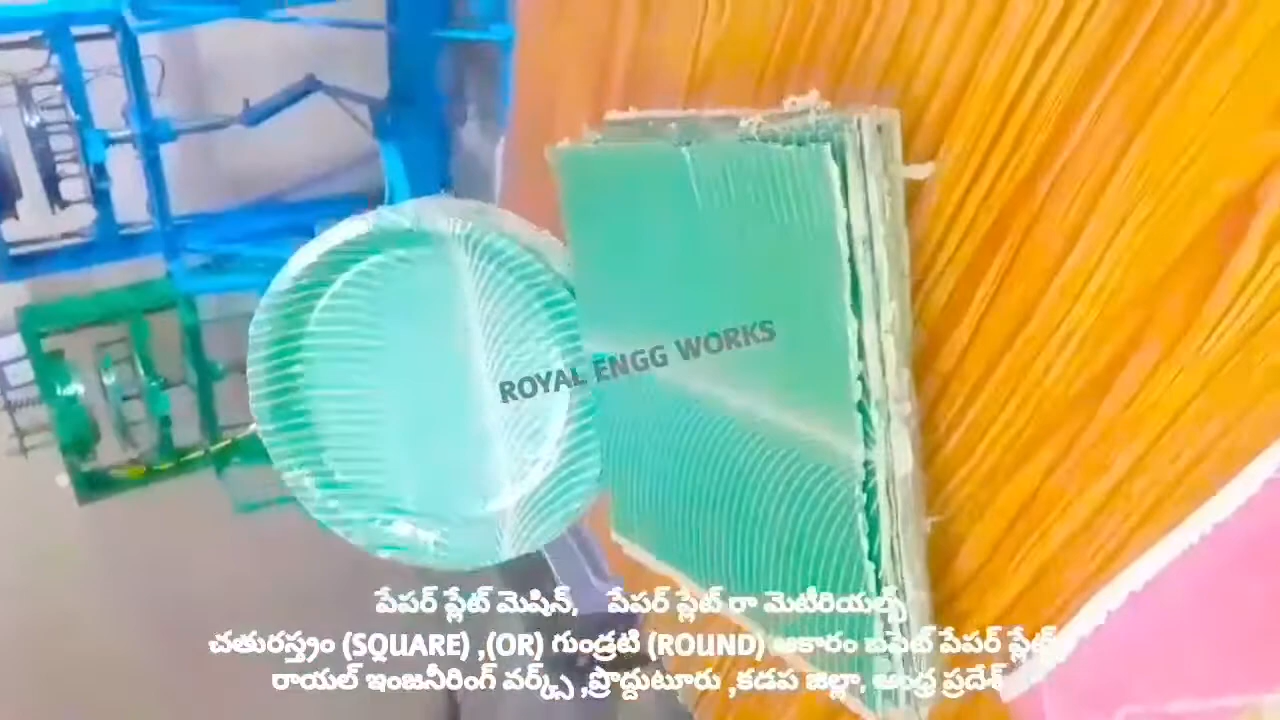 ROYAL ENGG WORKS
పేపర్ ప్లేట్ మెషిన్, పేపర్ ప్లేట్ రా మెటీరియల్స్
చతురస్త్రం (SQUARE) ,(OR) గుండ్రటి (ROUND) ఆకారం బఫెట్ పేపర్ ప్లేట్స్
రాయల్ ఇంజనీరింగ్ వర్క్స్ ,ప్రొద్దుటూరు ,కడప జిల్లా, ఆంధ్ర ప్రదేశ్